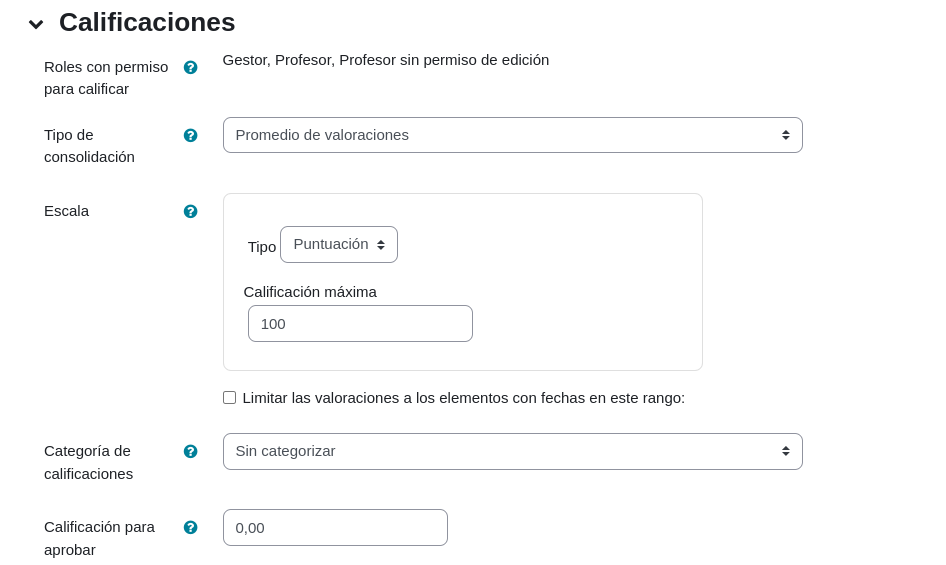 Calificaciones
Roles con permiso
para calificar
Gestor, Profesor, Profesor sin permiso de edición
Tipo de
consolidación
Promedio de valoraciones
Escala
Tipo Puntuación
Calificación máxima
100
Limitar las valoraciones a los elementos con fechas en este rango:
Categoría de
calificaciones
Sin categorizar
Calificación para
aprobar
0,00